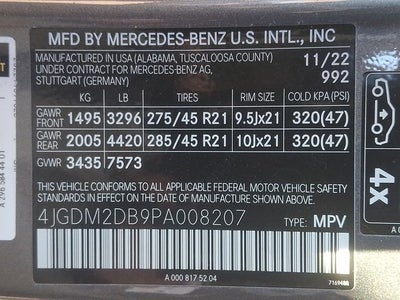 MFD BY MERCEDES-BENZ U.S. INTL., INC
MANUFACTURED IN USA (ALABAMA, TUSCALOOSA COUNTY) 11/22
UNDER CONTRACT FOR MERCEDES-BENZ AG, 992
STUTTGART (GERMANY)
KG LB TIRES RIM SIZE COLD KPA (PSI)
GAWR FRONT 1495 3296 275/45 R21 9.5Jx21 320(47)
GAWR REAR 2005 4420 285/45 R21 10Jx21 320(47)
GVWR 3435 7573
THIS VEHICLE CONFORMS TO ALL APPLICABLE FEDERAL MOTOR VEHICLE
SAFETY STANDARDS IN EFFECT ON THE DATE OF MANUFACTURE SHOWN ABOVE.
4JGDM2DB9PA008207 TYPE: MPV
A 000 817 52 04
4x
A 296 584 44 01